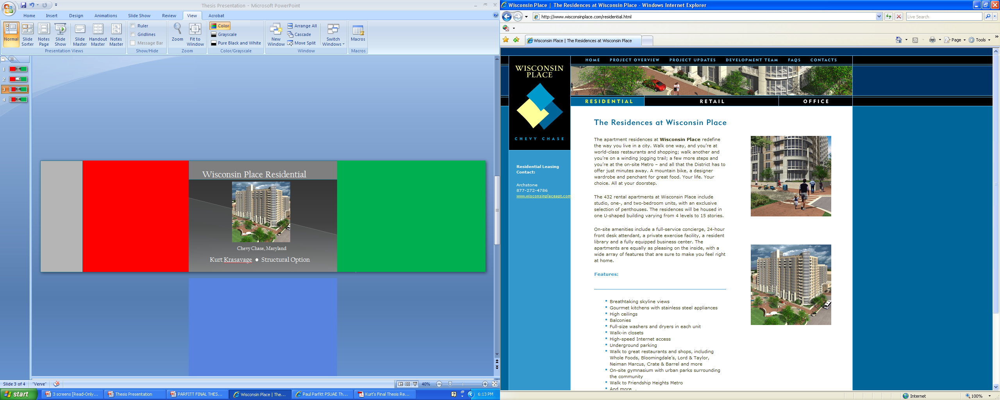 Thesis Presentation - Microsoft PowerPoint
Home Insert Design Animations Slide Show Review View Acrobat
Normal Slide Sorter Notes Page Slide Show Slide Master Handout Master Notes Master
Presentation Views
Ruler
Gridlines
Message Bar
Show/Hide
Zoom Fit to Window
Zoom
Color
Grayscale
Pure Black and White
Color/Grayscale
New Window
Arrange All
Cascade
Move Split
Switch Windows
Window
Macros
Macros
1
2
3
4
Wisconsin Place Residential
Chevy Chase, Maryland
Kurt Krasavage ● Structural Option
Slide 3 of 4 "Verve" 40%
start 3 screens [Read-Only... Thesis Presentation PARFITT FINAL THES... Wisconsin Place | The... Paul Parfitt PSUAE Th... Kurt's Final Thesis Re... 6:13 PM
Wisconsin Place | The Residences at Wisconsin Place - Windows Internet Explorer
http://www.wisconsinplace.com/residential.html Live Search
Wisconsin Place | The Residences at Wisconsin Place Page Tools
HOME PROJECT OVERVIEW PROJECT UPDATES DEVELOPMENT TEAM FAQS CONTACTS
WISCONSIN
PLACE
CHEVY CHASE
RESIDENTIAL RETAIL OFFICE
Residential Leasing
Contact:
Archstone
877-272-4786
www.wisconsinplaceapt.com
The Residences at Wisconsin Place
The apartment residences at Wisconsin Place redefine
the way you live in a city. Walk one way, and you're at
world-class restaurants and shopping; walk another and
you're on a winding jogging trail; a few more steps and
you're at the on-site Metro – and all that the District has to
offer just minutes away. A mountain bike, a designer
wardrobe and penchant for great food. Your life. Your
choice. All at your doorstep.
The 432 rental apartments at Wisconsin Place include
studio, one-, and two-bedroom units, with an exclusive
selection of penthouses. The residences will be housed in
one U-shaped building varying from 4 levels to 15 stories.
On-site amenities include a full-service concierge, 24-hour
front desk attendant, a private exercise facility, a resident
library and a fully equipped business center. The
apartments are equally as pleasing on the inside, with a
wide array of features that are sure to make you feel right
at home.
Features:
Breathtaking skyline views
Gourmet kitchens with stainless steel appliances
High ceilings
Balconies
Full-size washers and dryers in each unit
Walk-in closets
High-speed Internet access
Underground parking
Walk to great restaurants and shops, including
Whole Foods, Bloomingdale's, Lord & Taylor,
Neiman Marcus, Crate & Barrel and more
On-site gymnasium with urban parks surrounding
the community
Walk to Friendship Heights Metro
And more
Internet 100%